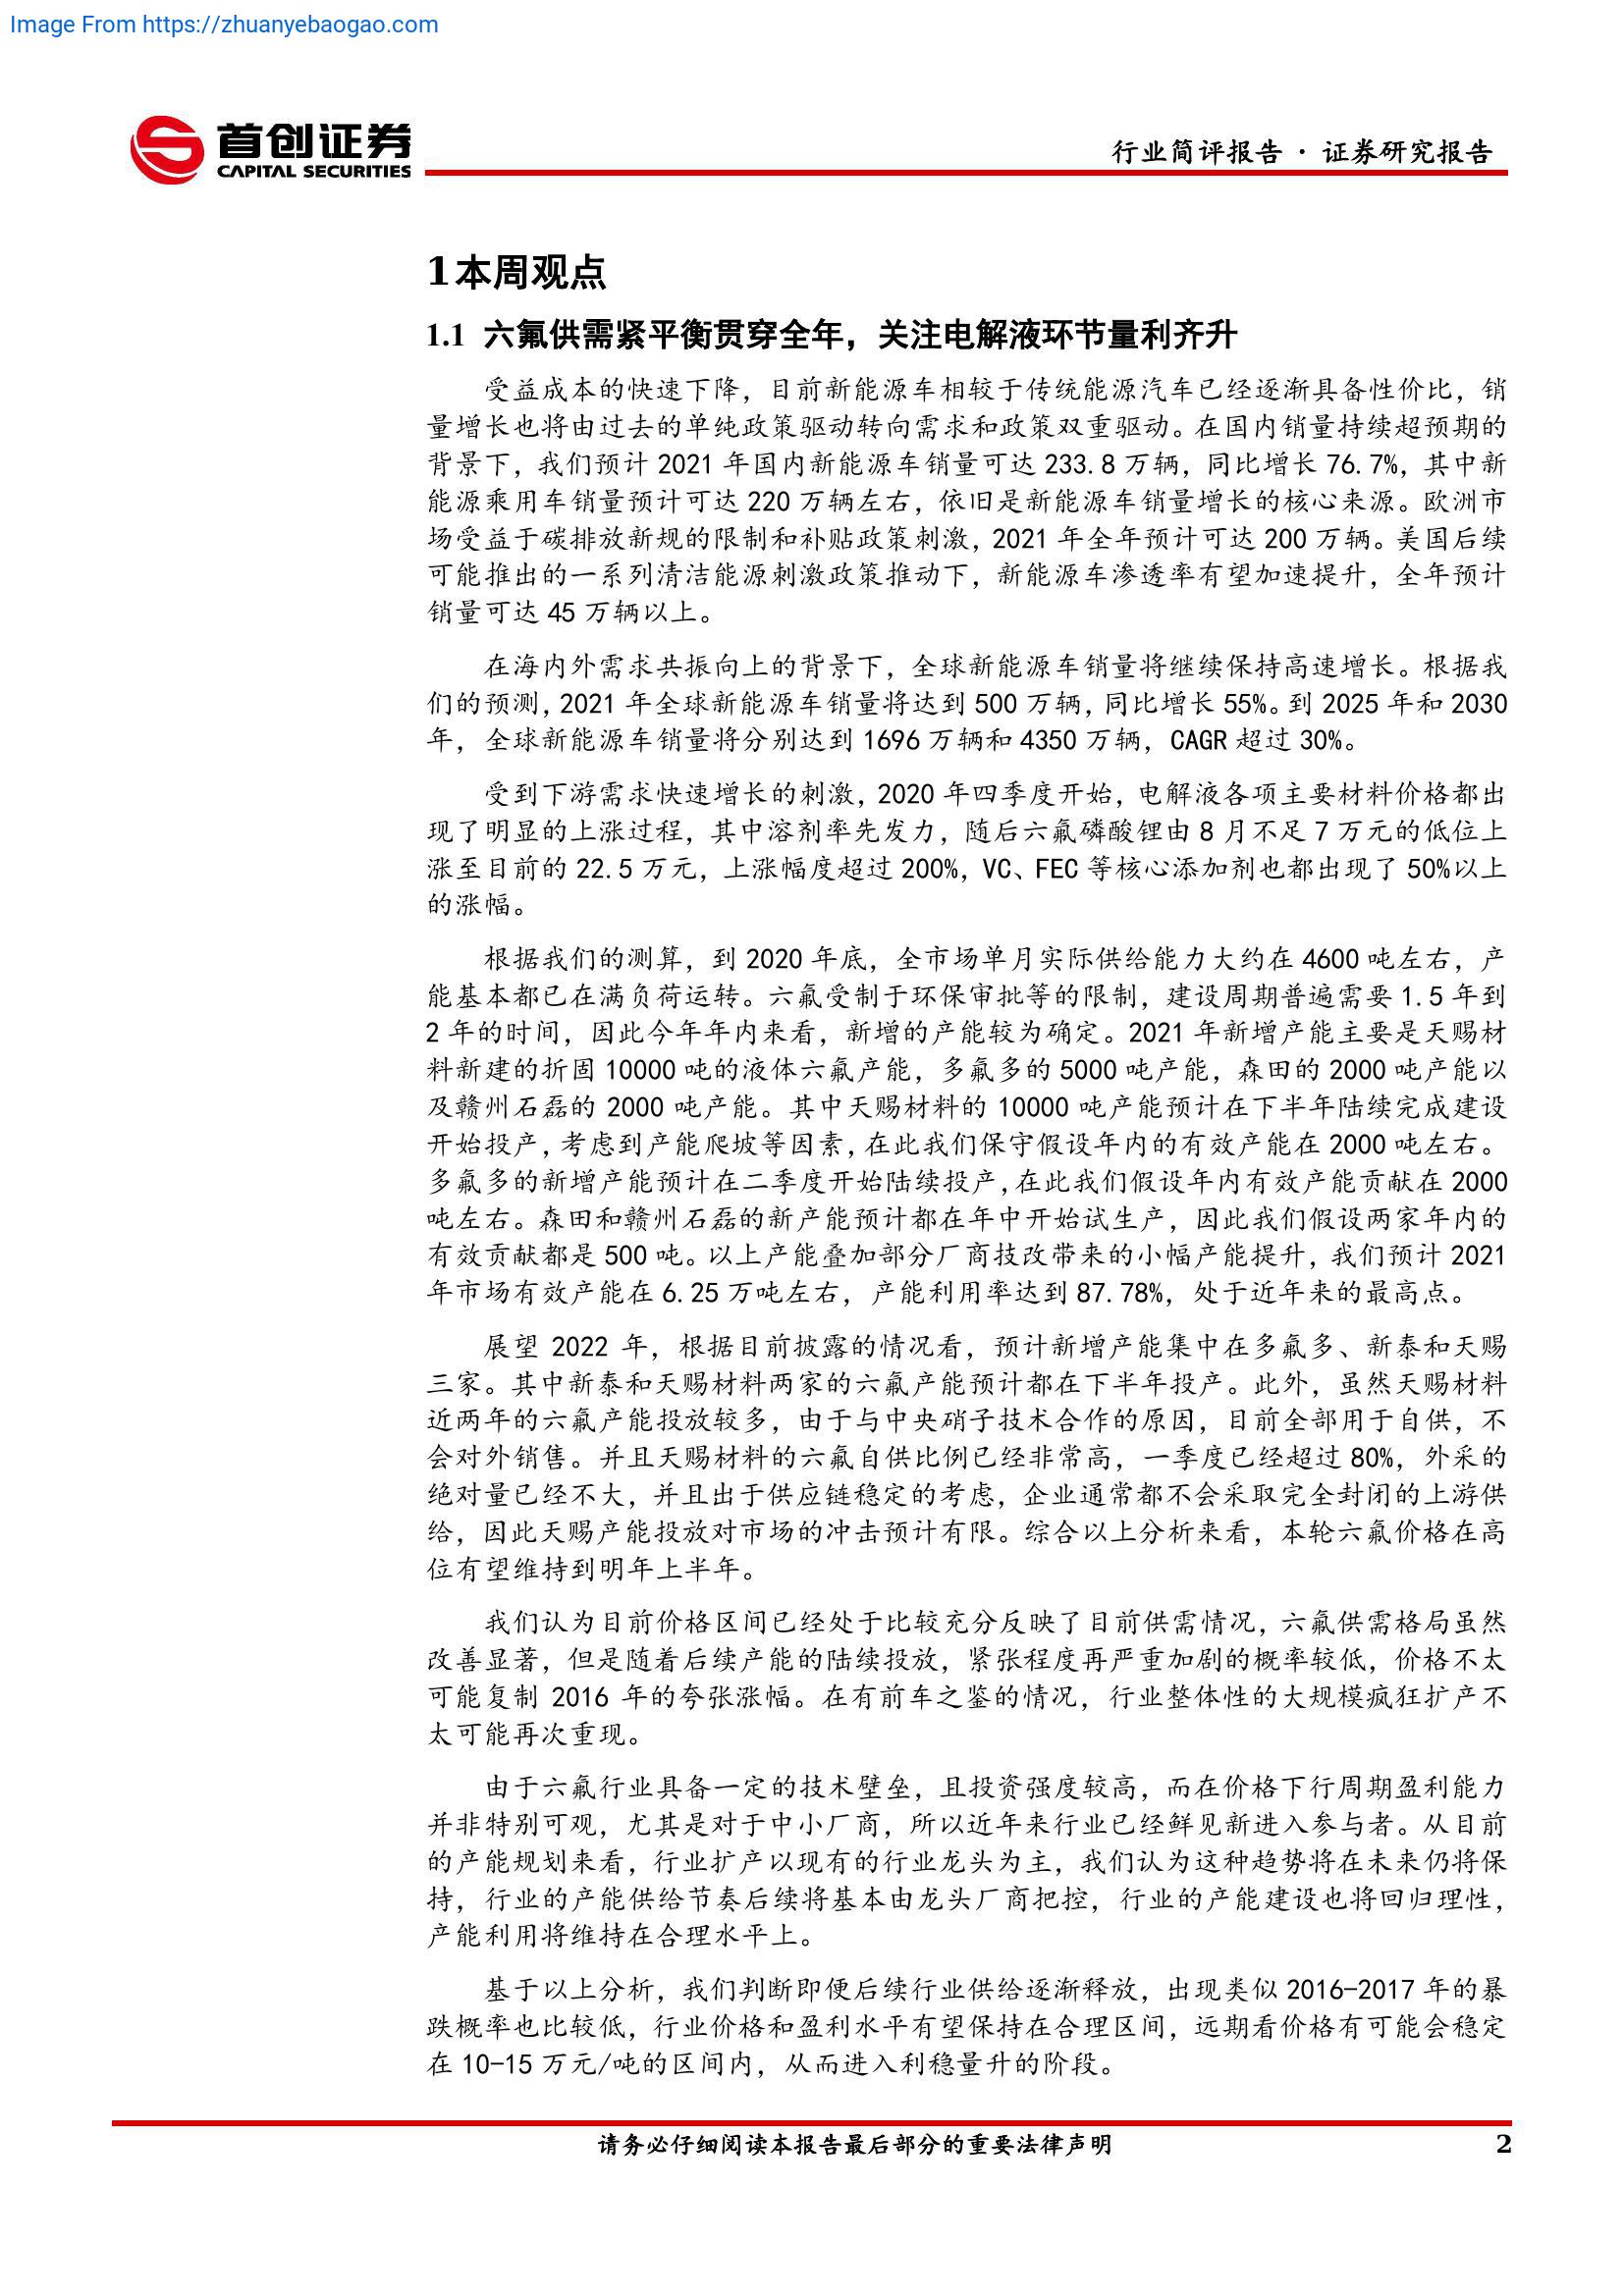 Image From https://zhuanyebaogao.com
首创证券
CAPITAL SECURITIES
行业简评报告 · 证券研究报告
1本周观点
1.1 六氟供需紧平衡贯穿全年，关注电解液环节量利齐升
受益成本的快速下降，目前新能源车相较于传统能源汽车已经逐渐具备性价比，销
量增长也将由过去的单纯政策驱动转向需求和政策双重驱动。在国内销量持续超预期的
背景下，我们预计 2021 年国内新能源车销量可达 233.8 万辆，同比增长 76.7%，其中新
能源乘用车销量预计可达 220 万辆左右，依旧是新能源车销量增长的核心来源。欧洲市
场受益于碳排放新规的限制和补贴政策刺激，2021 年全年预计可达 200 万辆。美国后续
可能推出的一系列清洁能源刺激政策推动下，新能源车渗透率有望加速提升，全年预计
销量可达 45 万辆以上。
在海内外需求共振向上的背景下，全球新能源车销量将继续保持高速增长。根据我
们的预测，2021 年全球新能源车销量将达到 500 万辆，同比增长 55%。到 2025 年和 2030
年，全球新能源车销量将分别达到 1696 万辆和 4350 万辆，CAGR 超过 30%。
受到下游需求快速增长的刺激，2020 年四季度开始，电解液各项主要材料价格都出
现了明显的上涨过程，其中溶剂率先发力，随后六氟磷酸锂由 8 月不足 7 万元的低位上
涨至目前的 22.5 万元，上涨幅度超过 200%，VC、FEC 等核心添加剂也都出现了 50%以上
的涨幅。
根据我们的测算，到 2020 年底，全市场单月实际供给能力大约在 4600 吨左右，产
能基本都已在满负荷运转。六氟受制于环保审批等的限制，建设周期普遍需要 1.5 年到
2 年的时间，因此今年年内来看，新增的产能较为确定。2021 年新增产能主要是天赐材
料新建的折固 10000 吨的液体六氟产能，多氟多的 5000 吨产能，森田的 2000 吨产能以
及赣州石磊的 2000 吨产能。其中天赐材料的 10000 吨产能预计在下半年陆续完成建设
开始投产，考虑到产能爬坡等因素，在此我们保守假设年内的有效产能在 2000 吨左右。
多氟多的新增产能预计在二季度开始陆续投产，在此我们假设年内有效产能贡献在 2000
吨左右。森田和赣州石磊的新产能预计都在年中开始试生产，因此我们假设两家年内的
有效贡献都是 500 吨。以上产能叠加部分厂商技改带来的小幅产能提升，我们预计 2021
年市场有效产能在 6.25 万吨左右，产能利用率达到 87.78%，处于近年来的最高点。
展望 2022 年，根据目前披露的情况看，预计新增产能集中在多氟多、新泰和天赐
三家。其中新泰和天赐材料两家的六氟产能预计都在下半年投产。此外，虽然天赐材料
近两年的六氟产能投放较多，由于与中央硝子技术合作的原因，目前全部用于自供，不
会对外销售。并且天赐材料的六氟自供比例已经非常高，一季度已经超过 80%，外采的
绝对量已经不大，并且出于供应链稳定的考虑，企业通常都不会采取完全封闭的上游供
给，因此天赐产能投放对市场的冲击预计有限。综合以上分析来看，本轮六氟价格在高
位有望维持到明年上半年。
我们认为目前价格区间已经处于比较充分反映了目前供需情况，六氟供需格局虽然
改善显著，但是随着后续产能的陆续投放，紧张程度再严重加剧的概率较低，价格不太
可能复制 2016 年的夸张涨幅。在有前车之鉴的情况，行业整体性的大规模疯狂扩产不
太可能再次重现。
由于六氟行业具备一定的技术壁垒，且投资强度较高，而在价格下行周期盈利能力
并非特别可观，尤其是对于中小厂商，所以近年来行业已经鲜见新进入参与者。从目前
的产能规划来看，行业扩产以现有的行业龙头为主，我们认为这种趋势将在未来仍将保
持，行业的产能供给节奏后续将基本由龙头厂商把控，行业的产能建设也将回归理性，
产能利用将维持在合理水平上。
基于以上分析，我们判断即便后续行业供给逐渐释放，出现类似 2016-2017 年的暴
跌概率也比较低，行业价格和盈利水平有望保持在合理区间，远期看价格有可能会稳定
在 10-15 万元/吨的区间内，从而进入利稳量升的阶段。
请务必仔细阅读本报告最后部分的重要法律声明
2